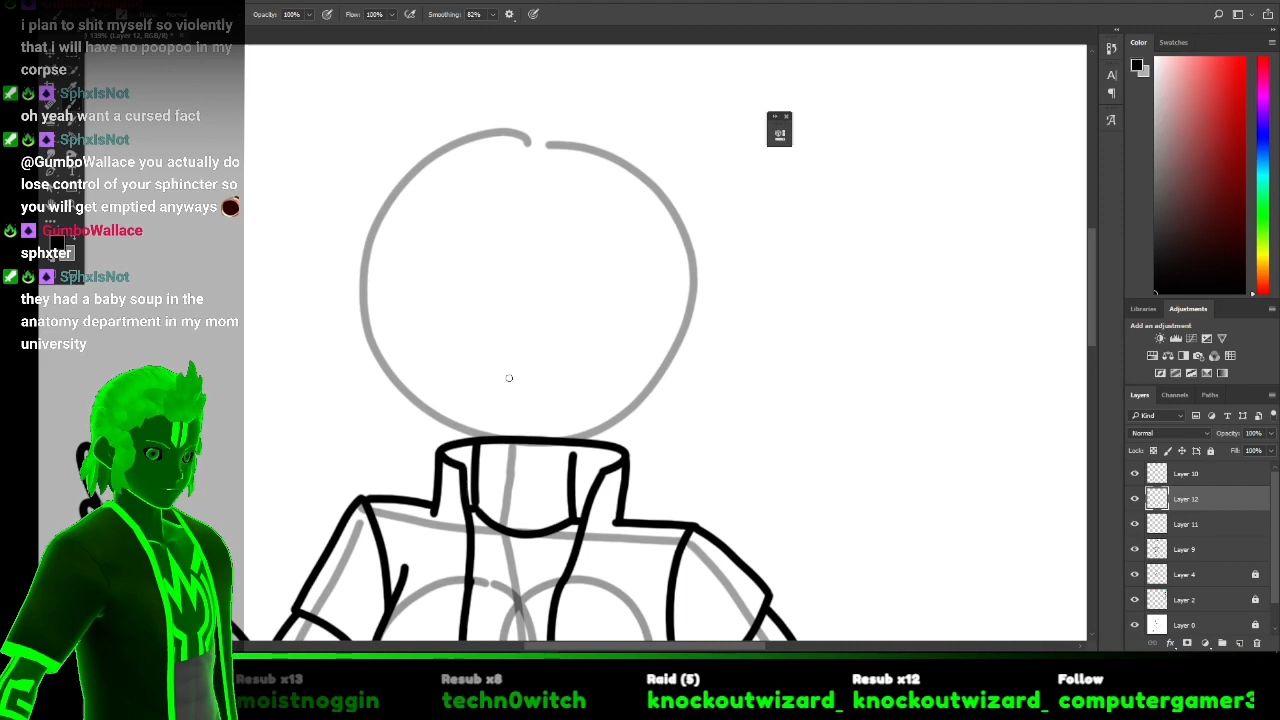 GumboWallace
i plan to shit myself so violently
that i will have no poopoo in my
corpse
SphxIsNot
oh yeah want a cursed fact
SphxIsNot
@GumboWallace you actually do
lose control of your sphincter so
you will get emptied anyways
GumboWallace
sphxter
SphxIsNot
they had a baby soup in the
anatomy department in my mom
university
Opacity: 100%
Flow: 100%
Smoothing: 82%
139% (Layer 12, RGB/8) *
Color
Swatches
Libraries
Adjustments
Add an adjustment
Layers
Channels
Paths
Kind
Normal
Opacity: 100%
Lock:
Fill: 100%
Layer 10
Layer 12
Layer 11
Layer 9
Layer 4
Layer 2
Layer 0
fx
Resub x13
moistnoggin
Resub x8
techn0witch
Raid (5)
knockoutwizard_
Resub x12
knockoutwizard_
Follow
computergamer3